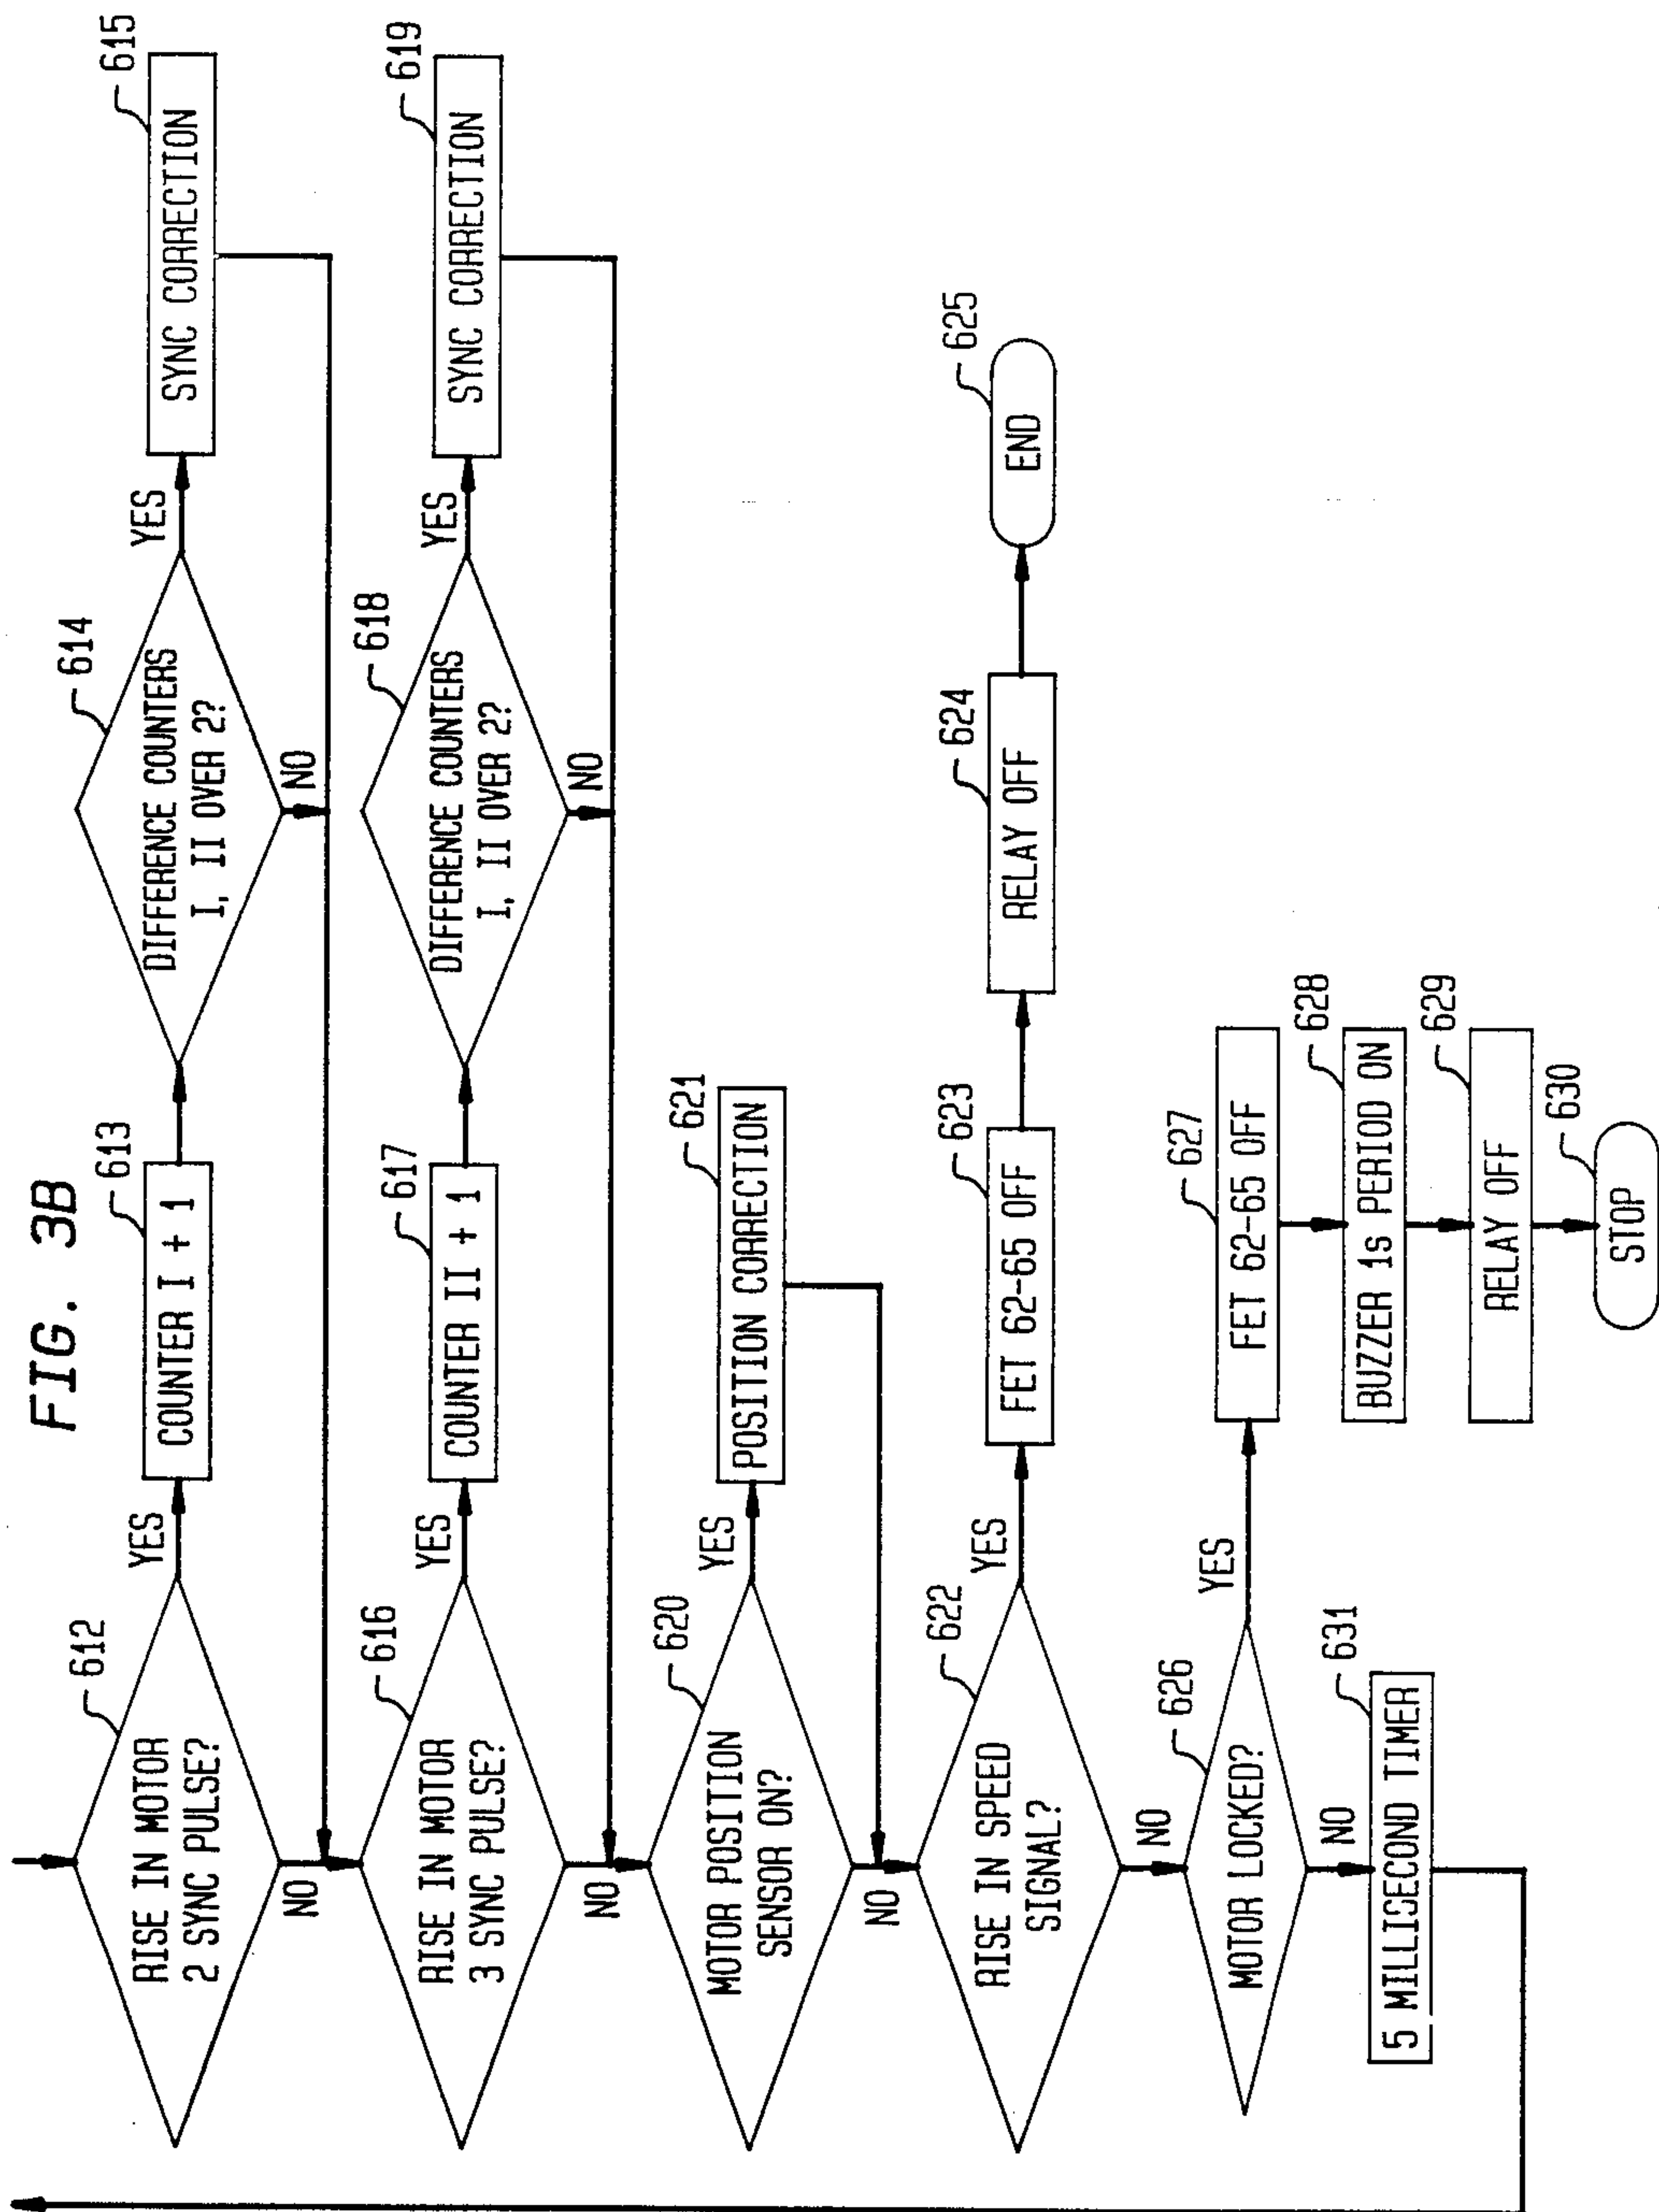 FIG. 3B
612
RISE IN MOTOR
2 SYNC PULSE?
YES
NO
613
COUNTER I + 1
614
DIFFERENCE COUNTERS
I, II OVER 2?
YES
NO
615
SYNC CORRECTION
616
RISE IN MOTOR
3 SYNC PULSE?
YES
NO
617
COUNTER II + 1
618
DIFFERENCE COUNTERS
I, II OVER 2?
YES
NO
619
SYNC CORRECTION
620
MOTOR POSITION
SENSOR ON?
YES
NO
621
POSITION CORRECTION
622
RISE IN SPEED
SIGNAL?
YES
NO
623
FET 62-65 OFF
624
RELAY OFF
625
END
626
MOTOR LOCKED?
YES
NO
627
FET 62-65 OFF
628
BUZZER 1s PERIOD ON
629
RELAY OFF
630
STOP
631
5 MILLISECOND TIMER